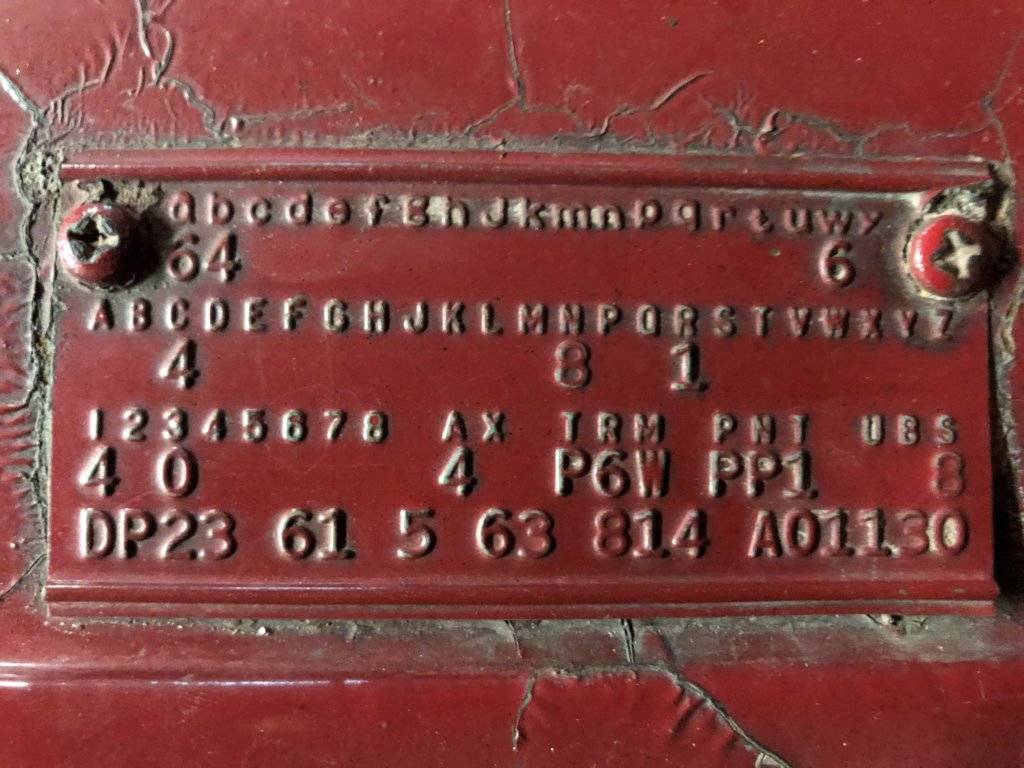 abcdefghJkmnpqrtuwy
64 6
ABCDEFGHJKLMNPQRSTVWXYZ
4 8 1
12345678 AX TRM PNT UBS
4 0 4 P6W PP1 8
DP23 61 5 63 814 A01130